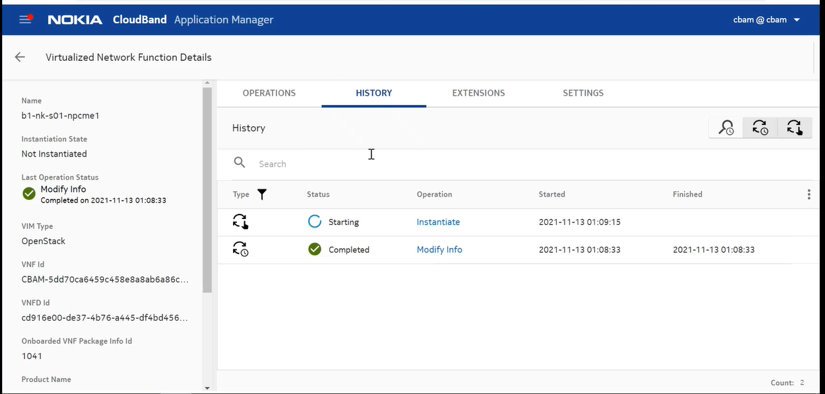 NOKIA CloudBand Application Manager
cbam @ cbam
Virtualized Network Function Details
Name
b1-nk-s01-npcme1
Instantiation State
Not Instantiated
Last Operation Status
Modify Info
Completed on 2021-11-13 01:08:33
VIM Type
OpenStack
VNF Id
CBAM-5dd70ca6459c458e8a8ab6a86c...
VNFD Id
cd916e00-de37-4b76-a445-df4bd456...
Onboarded VNF Package Info Id
1041
Product Name
OPERATIONS HISTORY EXTENSIONS SETTINGS
History
Search
Type Status Operation Started Finished
Starting Instantiate 2021-11-13 01:09:15
Completed Modify Info 2021-11-13 01:08:33 2021-11-13 01:08:33
Count: 2